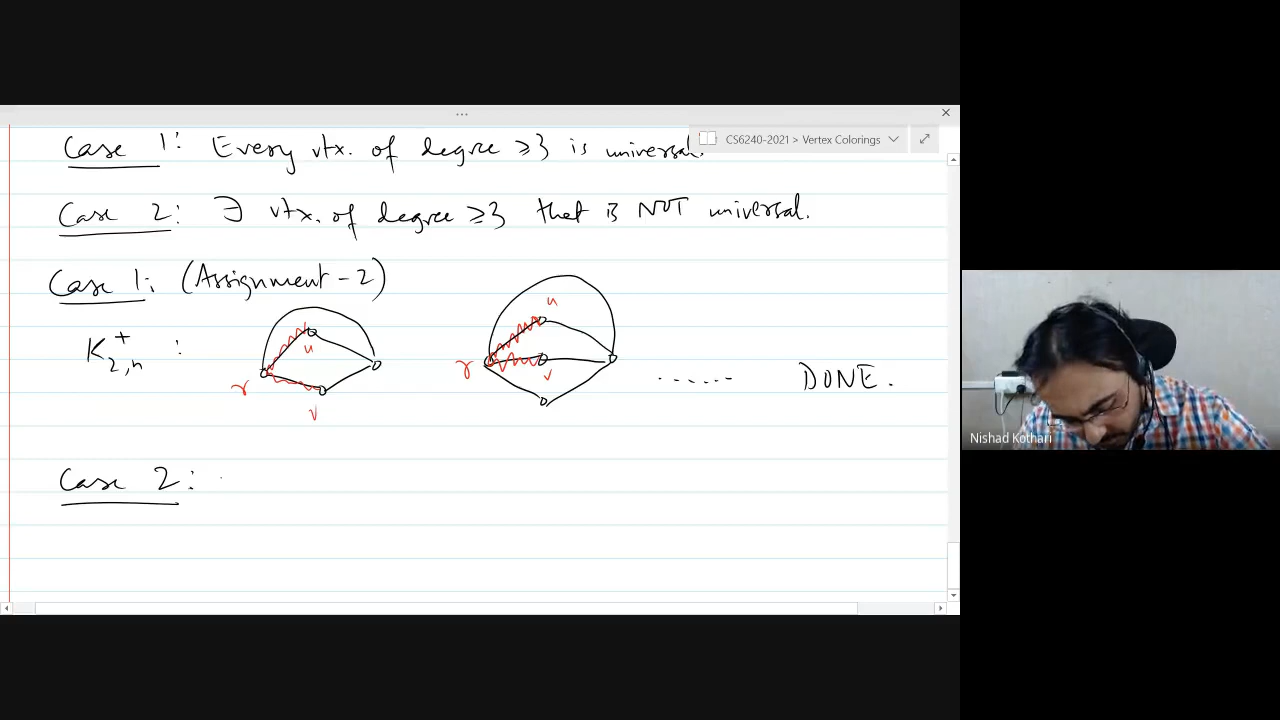 CS6240-2021 > Vertex Colorings
Case 1: Every vtx. of degree ≥3 is universal.
Case 2: ∃ vtx. of degree ≥3 that is NOT universal.
Case 1: (Assignment-2)
K⁺₂,ₙ :
u
r
v
u
r
v
...... DONE.
Case 2:
Nishad Kothari